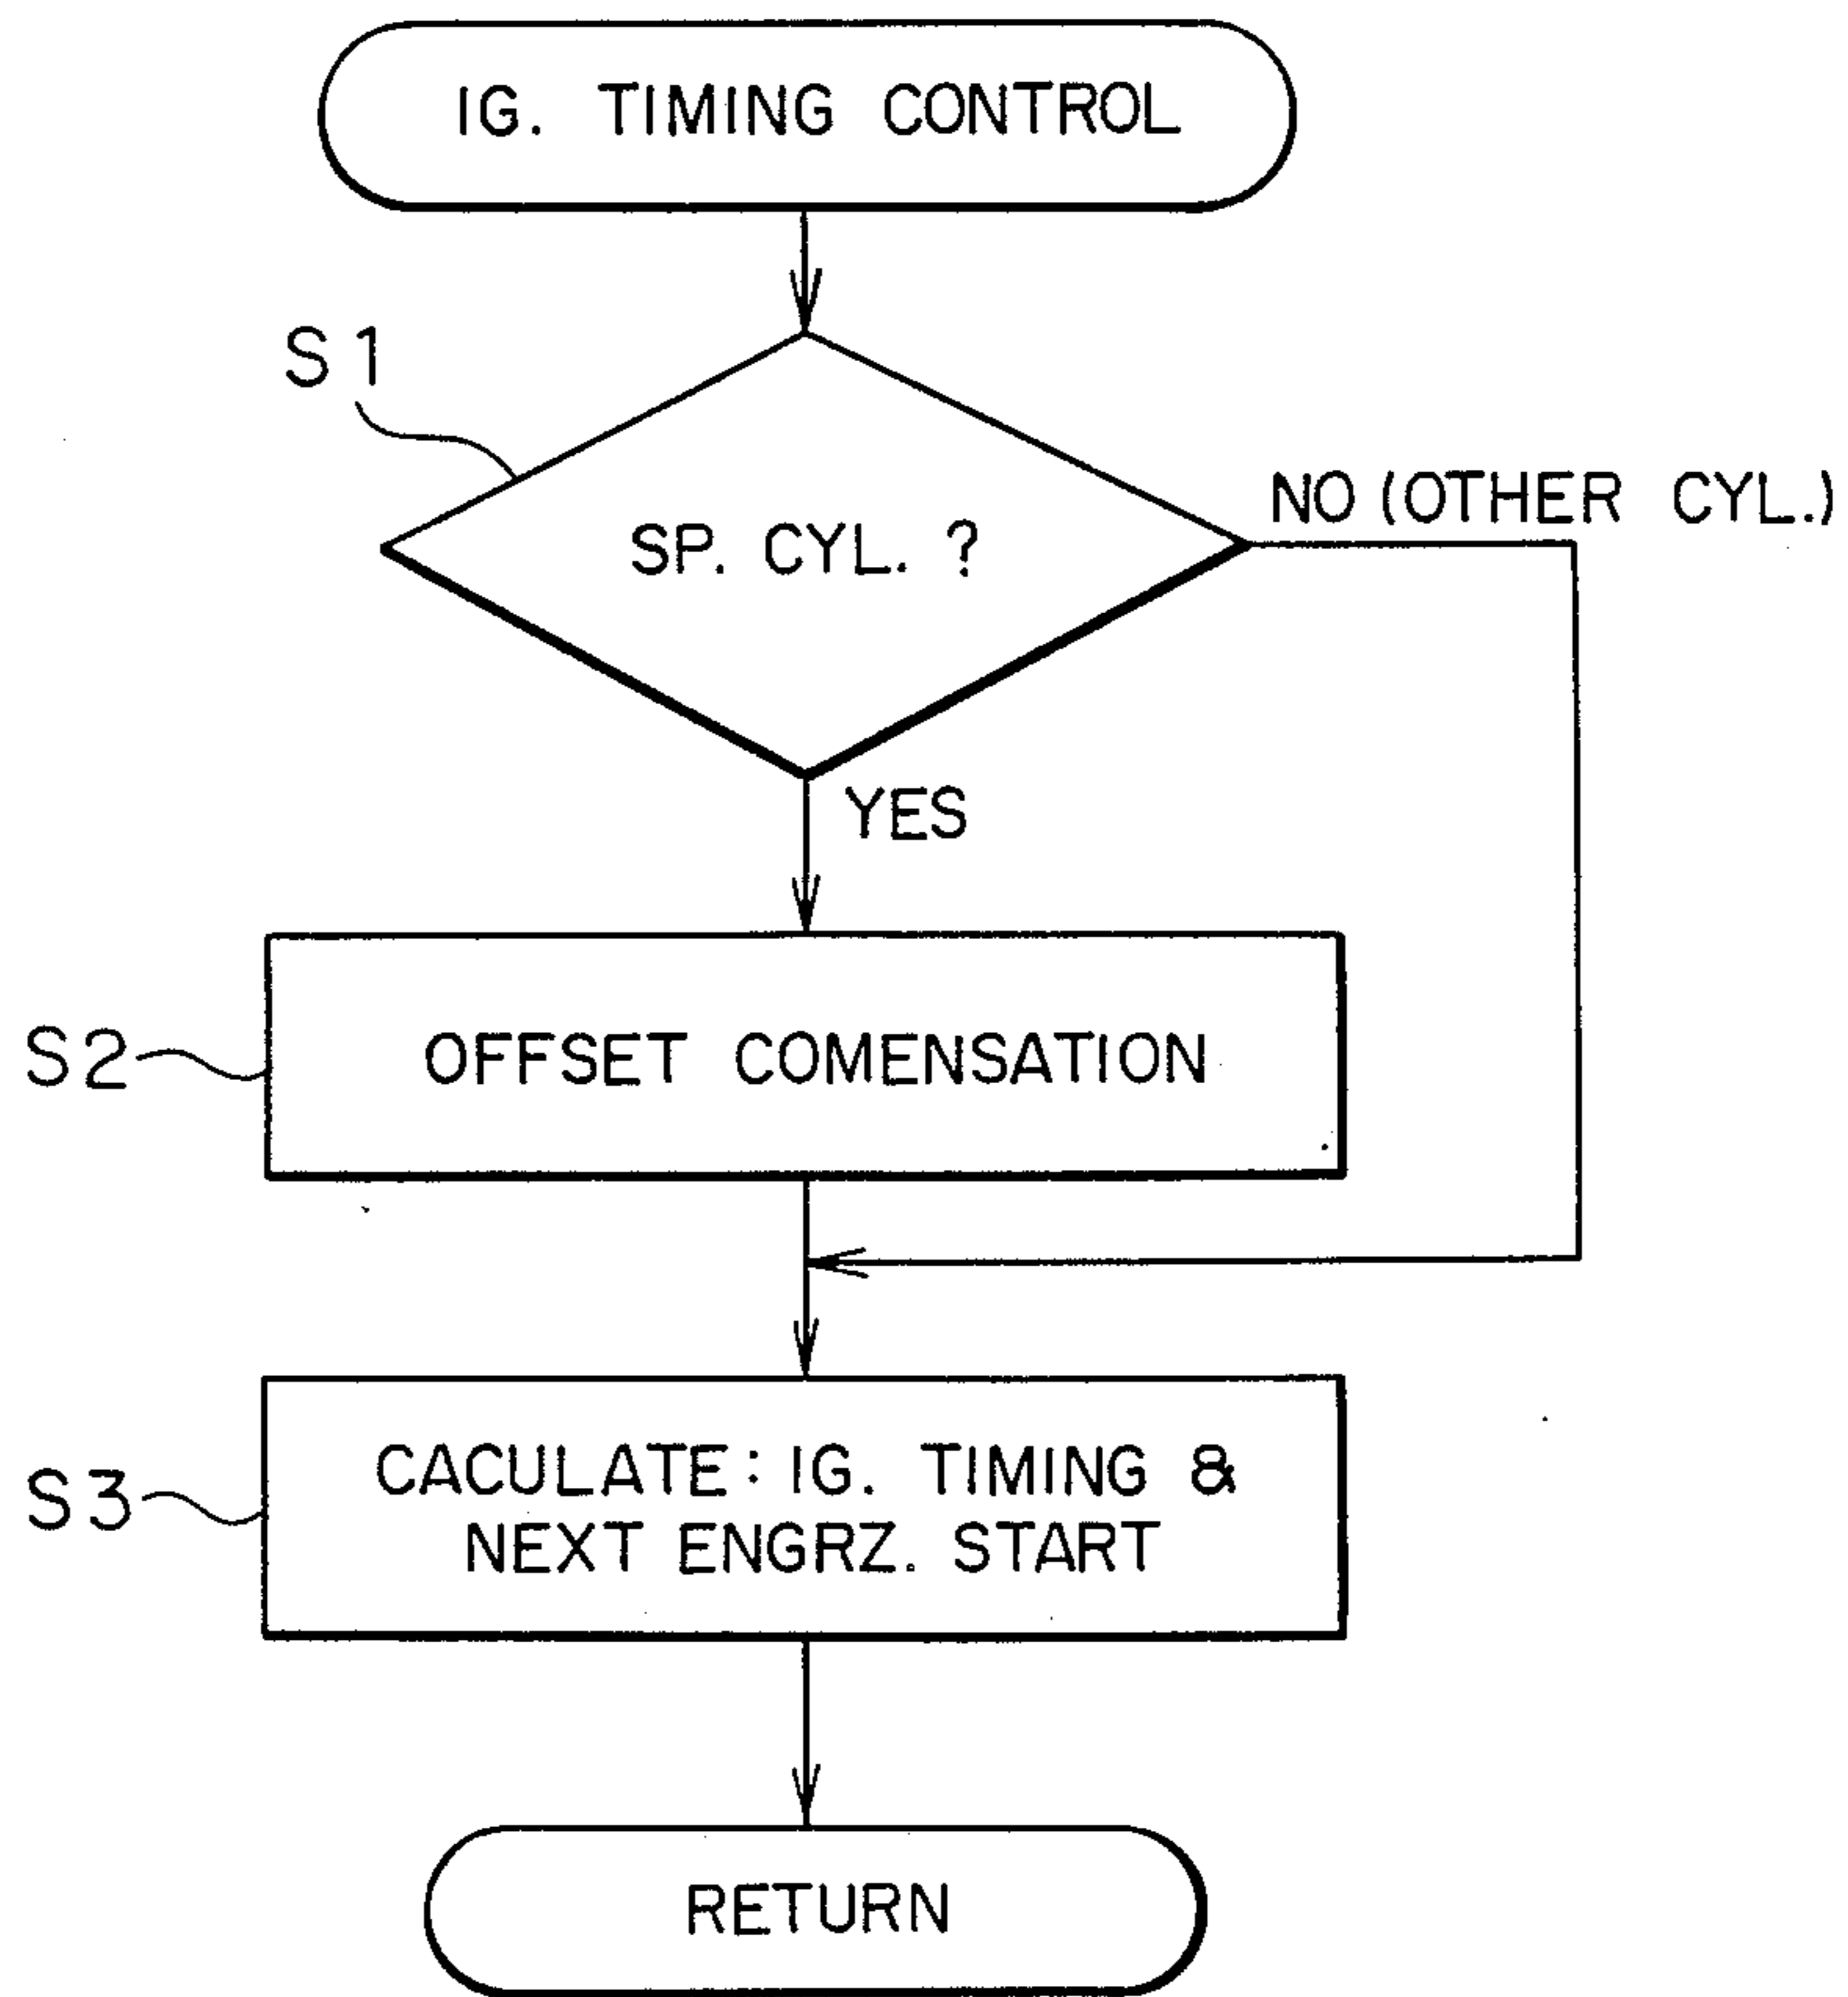 IG. TIMING CONTROL
S1
SP. CYL. ?
NO (OTHER CYL.)
YES
S2
OFFSET COMENSATION
S3
CACULATE: IG. TIMING &
NEXT ENGRZ. START
RETURN